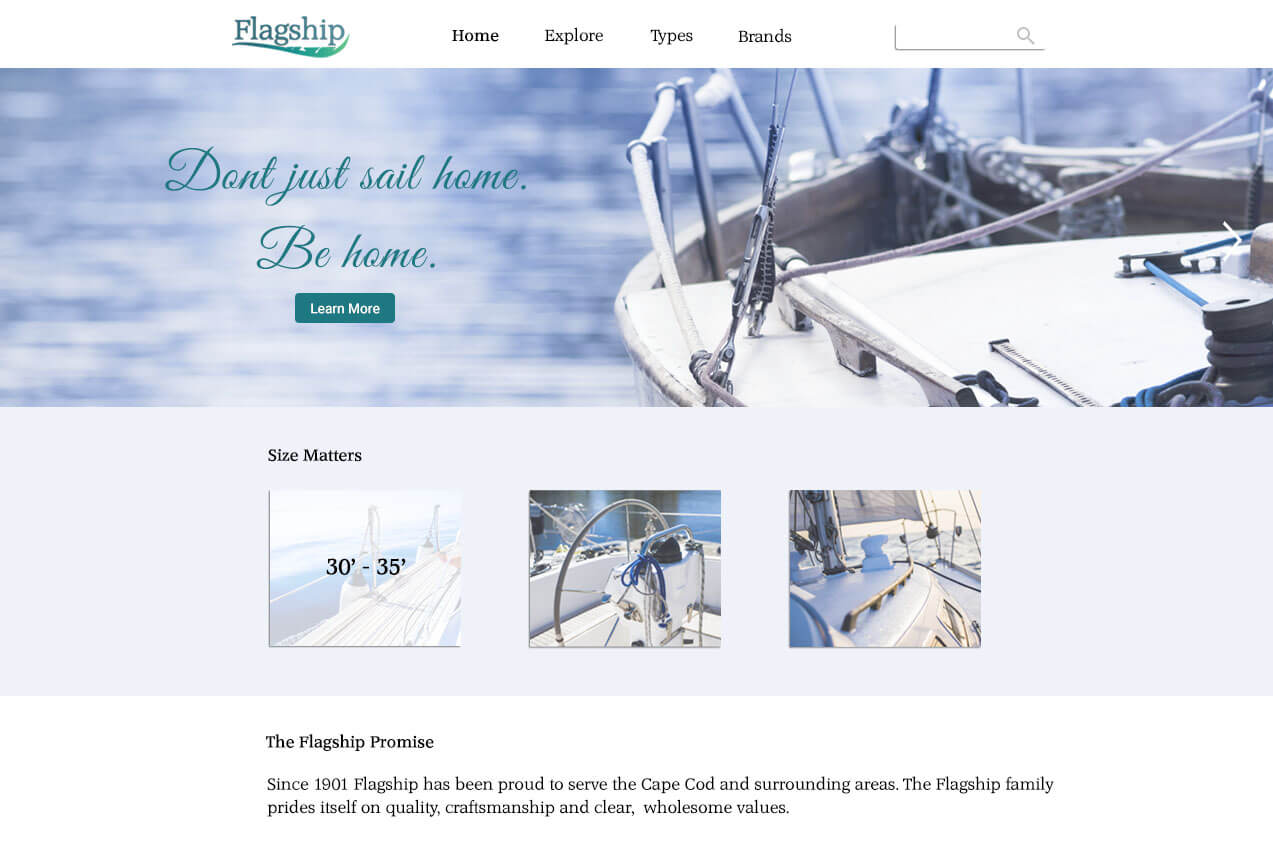 Flagship
Home Explore Types Brands
Dont just sail home.
Be home.
Learn More
Size Matters
30’ - 35’
The Flagship Promise
Since 1901 Flagship has been proud to serve the Cape Cod and surrounding areas. The Flagship family
prides itself on quality, craftsmanship and clear, wholesome values.